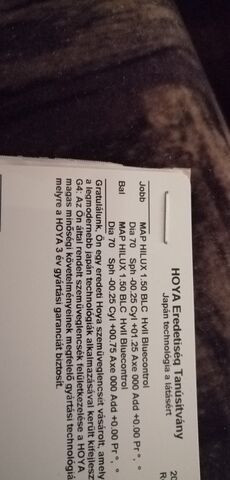 HOYA Eredetiség Tanúsítvány
Japán technológia a látásért
20
R
Jobb
MAP HILUX 1.50 BLC HVll Bluecontrol
Dia 70 Sph -00.25 Cyl +01.25 Axe 000 Add +0.00 Pr °, °
Bal
MAP HILUX 1.50 BLC HVll Bluecontrol
Dia 70 Sph -00.25 Cyl +00.75 Axe 000 Add +0.00 Pr °, °
Gratulálunk, Ön egy eredeti Hoya szemüveglencsét vásárolt, amely
a legmodernebb japán technológiák alkalmazásával került kifejlesz
G4: Az Ön által rendelt szemüveglencsék felületkezelése a HOYA
magas minőségi követelményeinek megfelelő gyártási technológiá
melyre a HOYA 3 év gyártási garanciát biztosít.